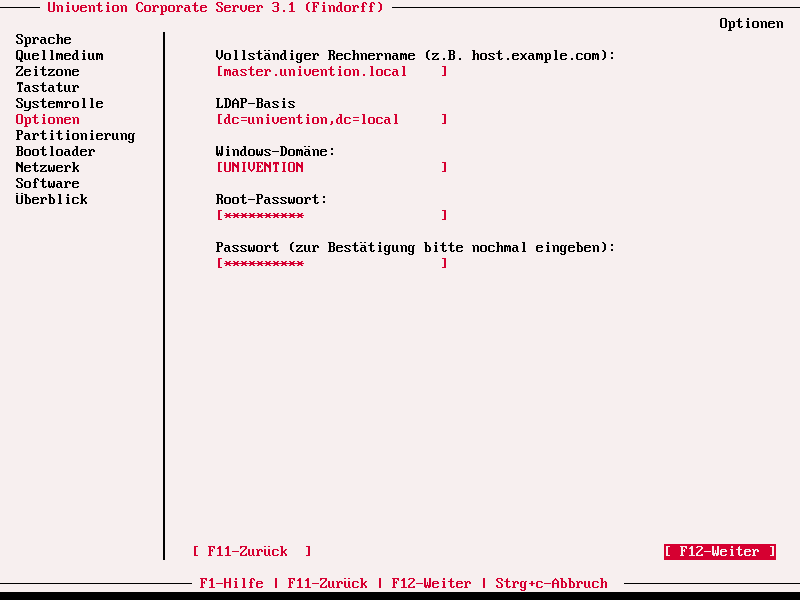 Univention Corporate Server 3.1 (Findorff)
Optionen
Sprache
Quellmedium
Zeitzone
Tastatur
Systemrolle
Optionen
Partitionierung
Bootloader
Netzwerk
Software
Überblick
Vollständiger Rechnername (z.B. host.example.com):
[master.univention.local ]
LDAP-Basis
[dc=univention,dc=local ]
Windows-Domäne:
[UNIVENTION ]
Root-Passwort:
[********** ]
Passwort (zur Bestätigung bitte nochmal eingeben):
[********** ]
[ F11-Zurück ]
[ F12-Weiter ]
F1-Hilfe | F11-Zurück | F12-Weiter | Strg+c-Abbruch